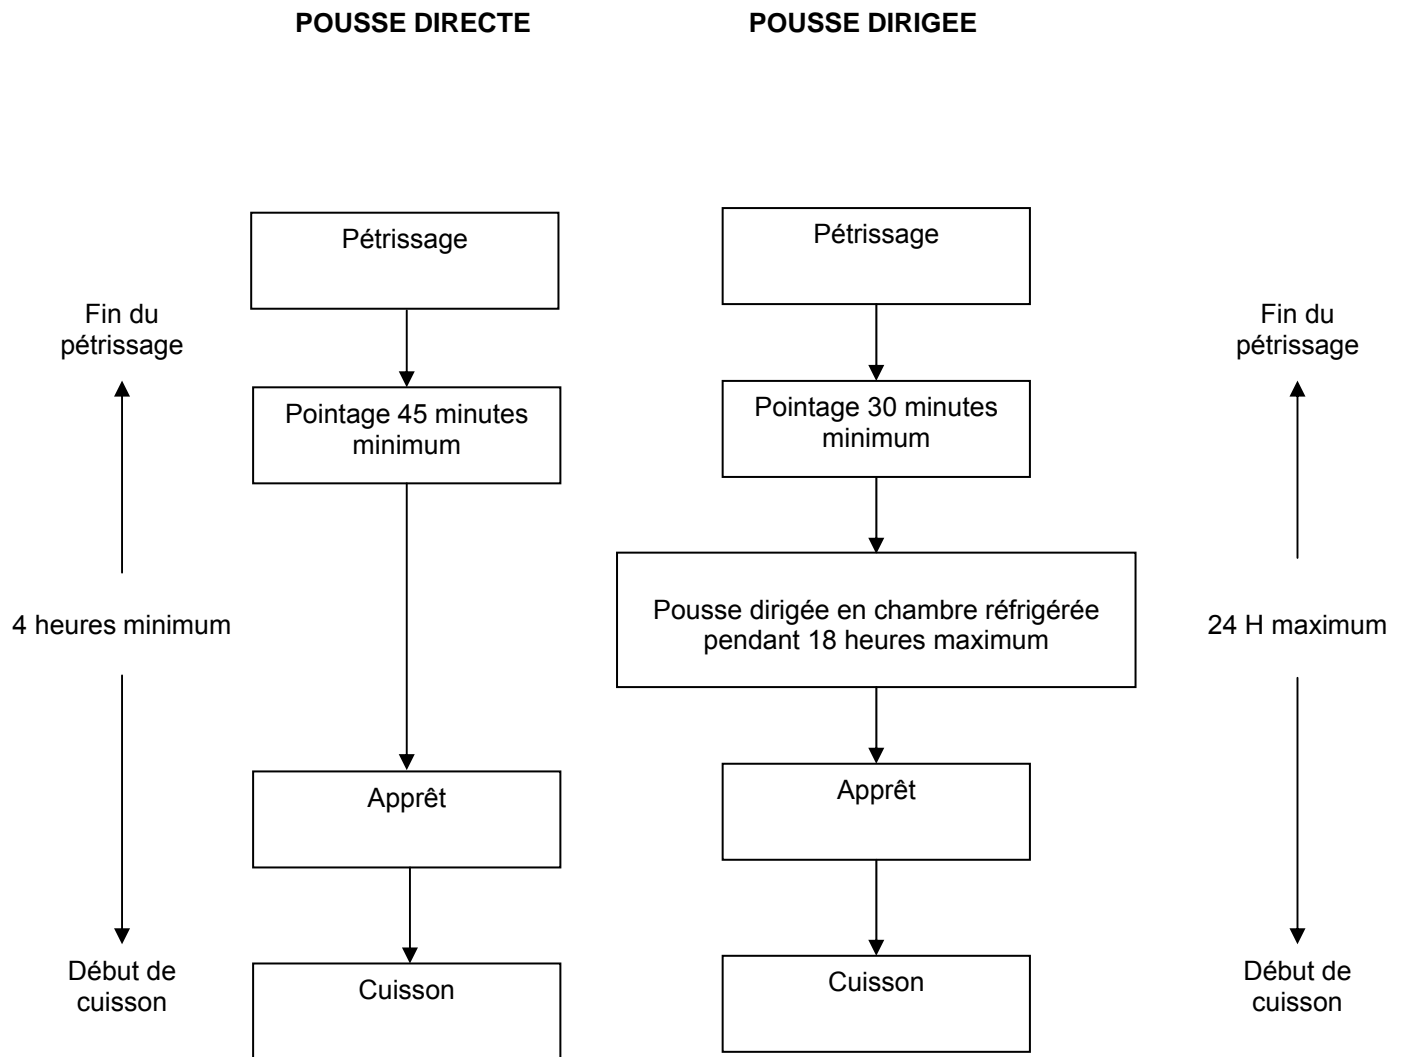 POUSSE DIRECTE
POUSSE DIRIGEE
Pétrissage
Pétrissage
Fin du
pétrissage
Fin du
pétrissage
Pointage 45 minutes
minimum
Pointage 30 minutes
minimum
Pousse dirigée en chambre réfrigérée
pendant 18 heures maximum
4 heures minimum
24 H maximum
Apprêt
Apprêt
Début de
cuisson
Cuisson
Cuisson
Début de
cuisson